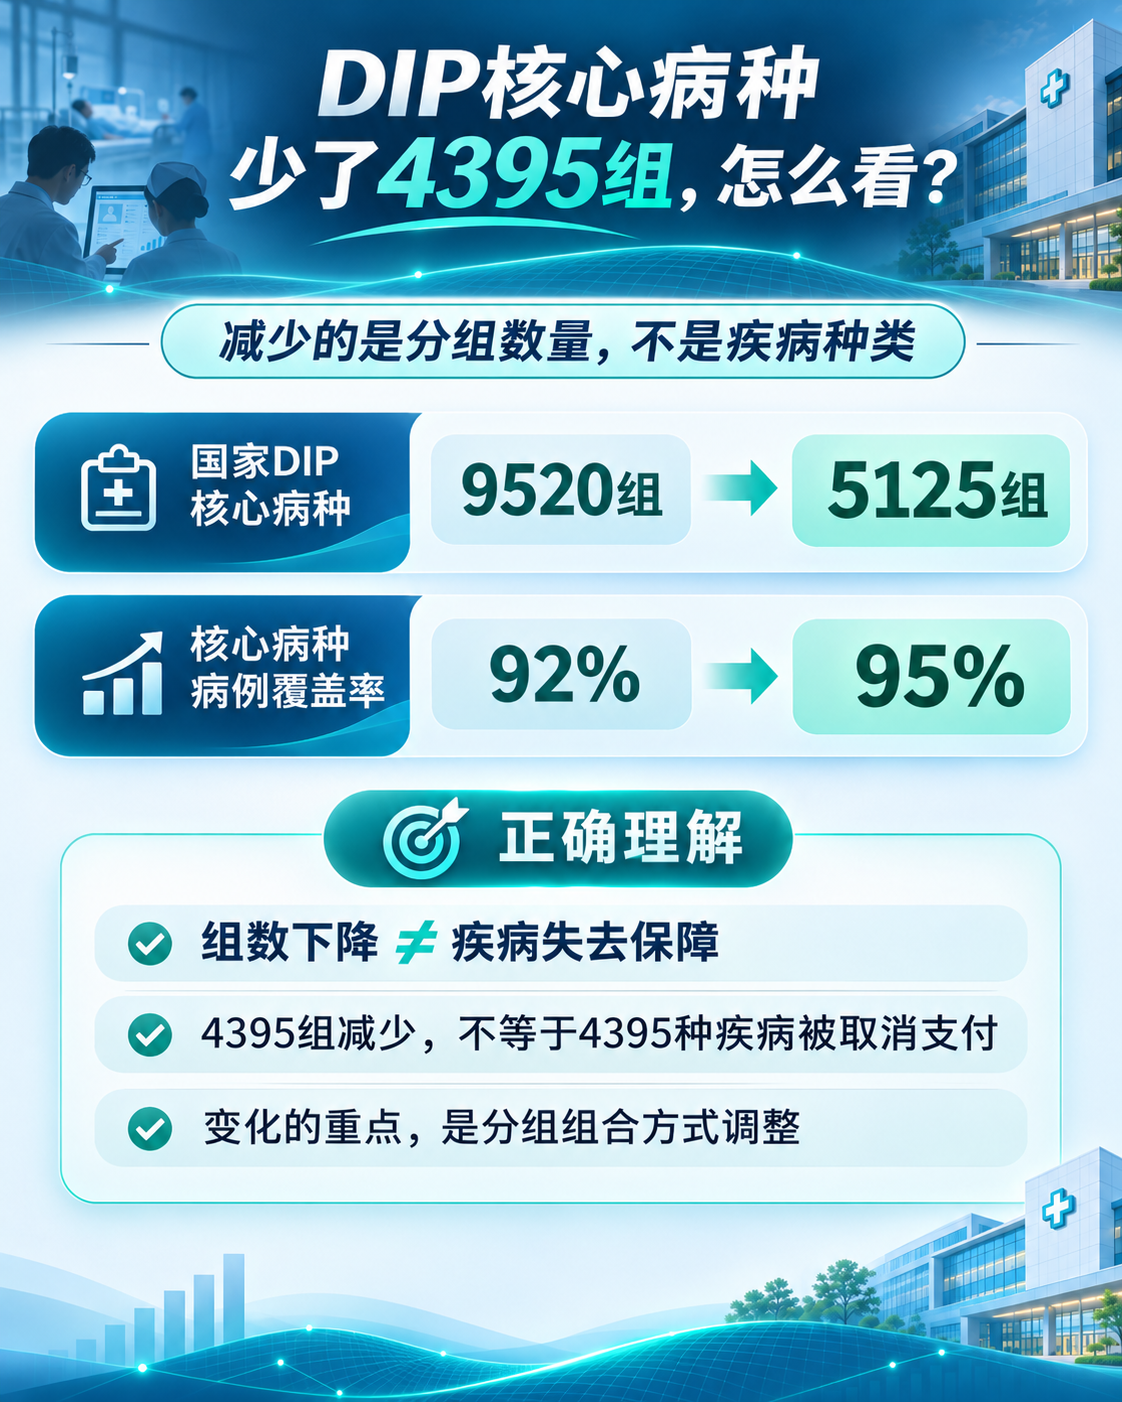 DIP核心病种
少了4395组，怎么看？
减少的是分组数量，不是疾病种类
国家DIP
核心病种
9520组
5125组
核心病种
病例覆盖率
92%
95%
正确理解
组数下降 ≠ 疾病失去保障
4395组减少，不等于4395种疾病被取消支付
变化的重点，是分组组合方式调整